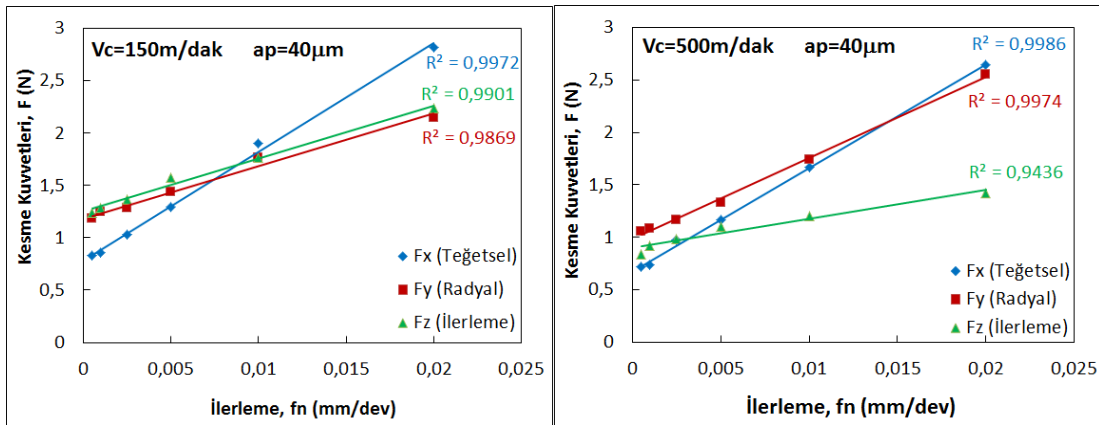 Vc=150m/dak ap=40µm
Kesme Kuvvetleri, F (N)
3
2,5
2
1,5
1
0,5
0
R² = 0,9972
R² = 0,9901
R² = 0,9869
Fx (Teğetsel)
Fy (Radyal)
Fz (İlerleme)
0 0,005 0,01 0,015 0,02 0,025
İlerleme, fn (mm/dev)
Vc=500m/dak ap=40µm
Kesme Kuvvetleri, F (N)
3
2,5
2
1,5
1
0,5
0
R² = 0,9986
R² = 0,9974
R² = 0,9436
Fx (Teğetsel)
Fy (Radyal)
Fz (İlerleme)
0 0,005 0,01 0,015 0,02 0,025
İlerleme, fn (mm/dev)